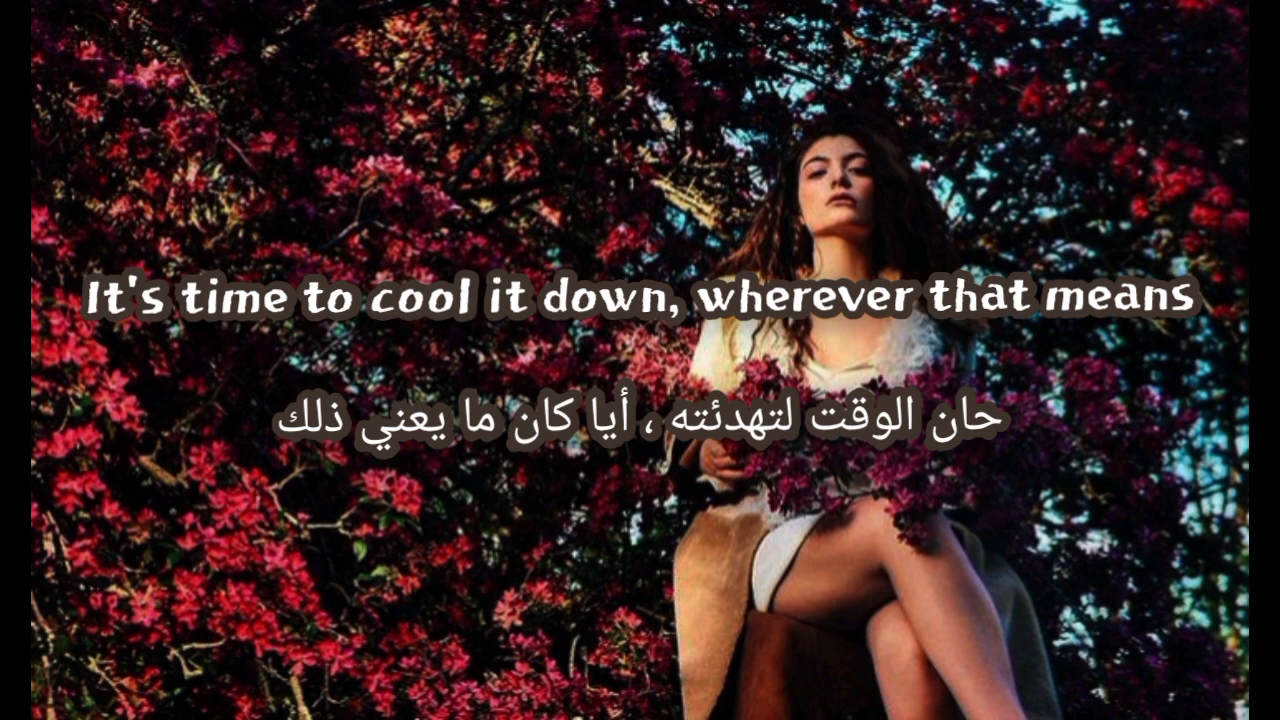 It's time to cool it down, wherever that means
حان الوقت لتهدئته ، أيا كان ما يعني ذلك